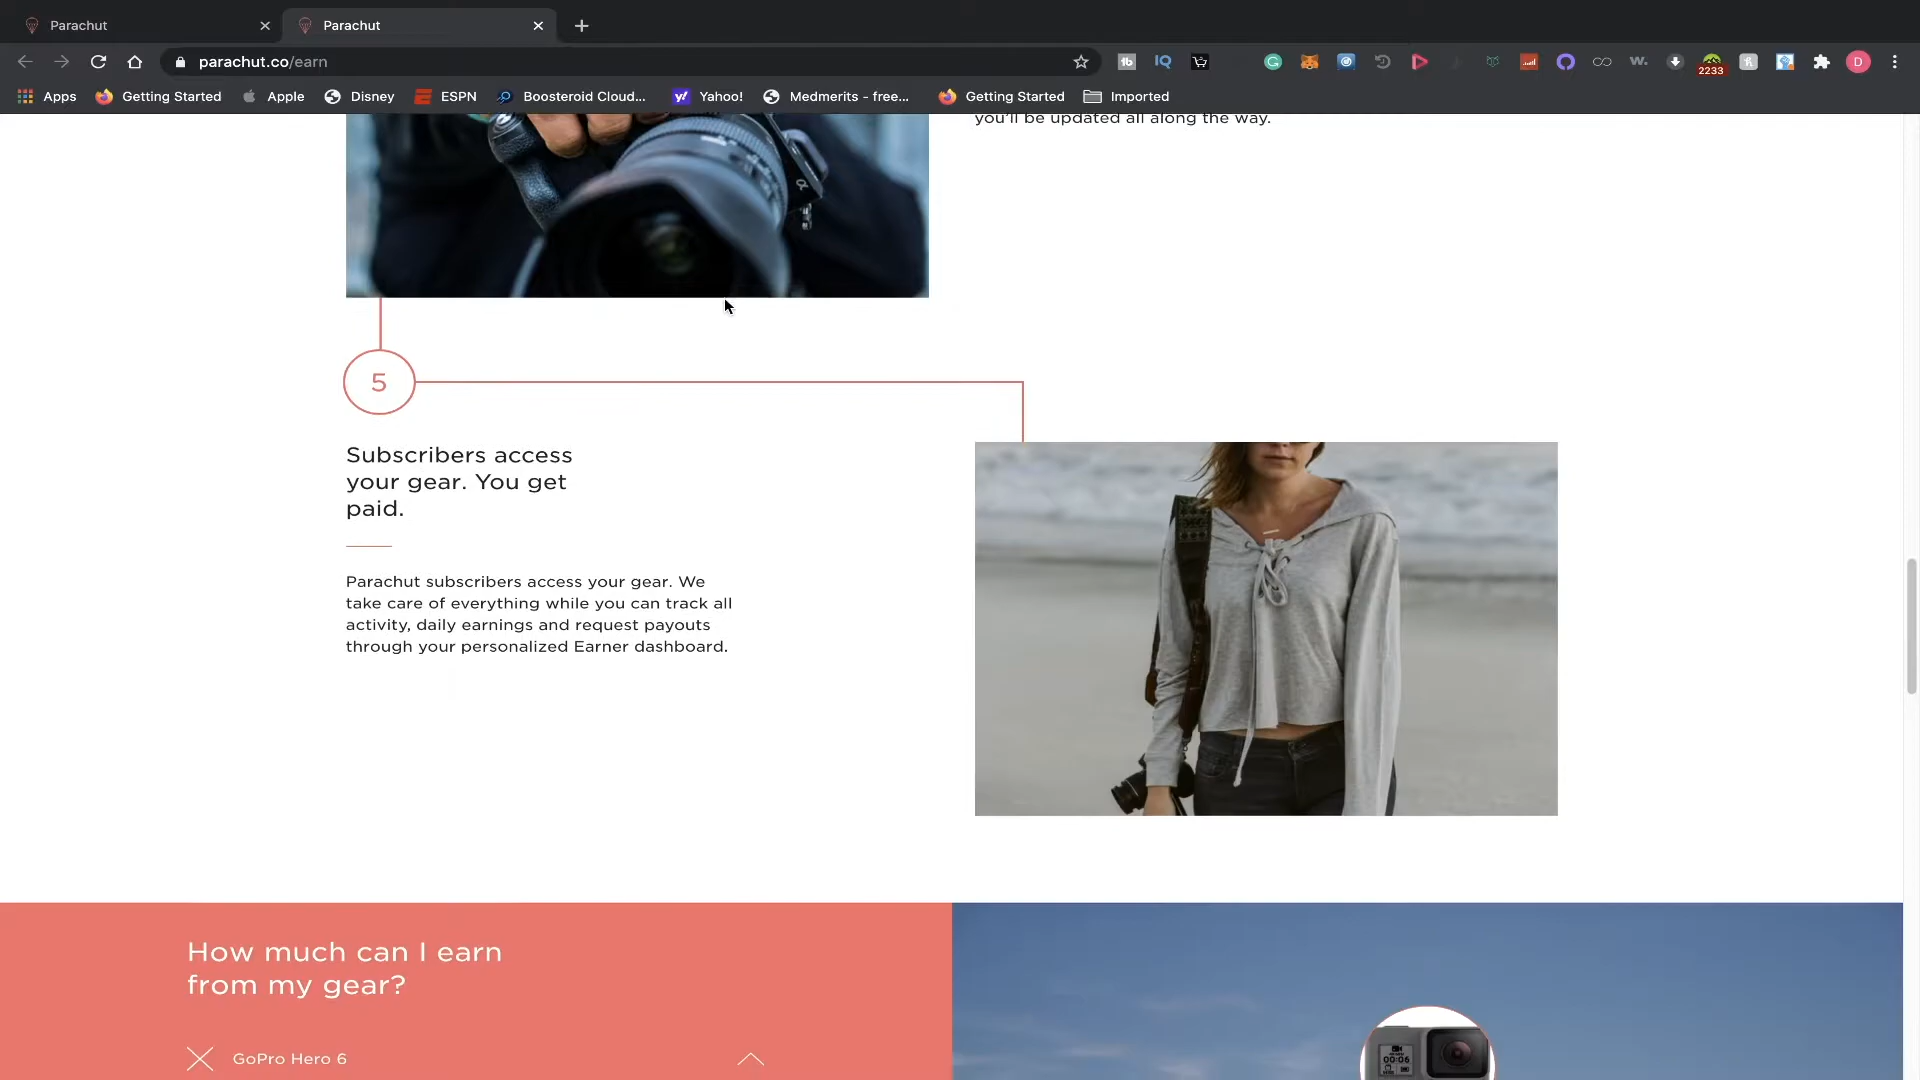 Parachut
Parachut
parachut.co/earn
2233
D
Apps
Getting Started
Apple
Disney
ESPN
Boosteroid Cloud...
Yahoo!
Medmerits - free...
Getting Started
Imported
you'll be updated all along the way.
5
Subscribers access
your gear. You get
paid.
Parachut subscribers access your gear. We
take care of everything while you can track all
activity, daily earnings and request payouts
through your personalized Earner dashboard.
How much can I earn
from my gear?
GoPro Hero 6
00:06